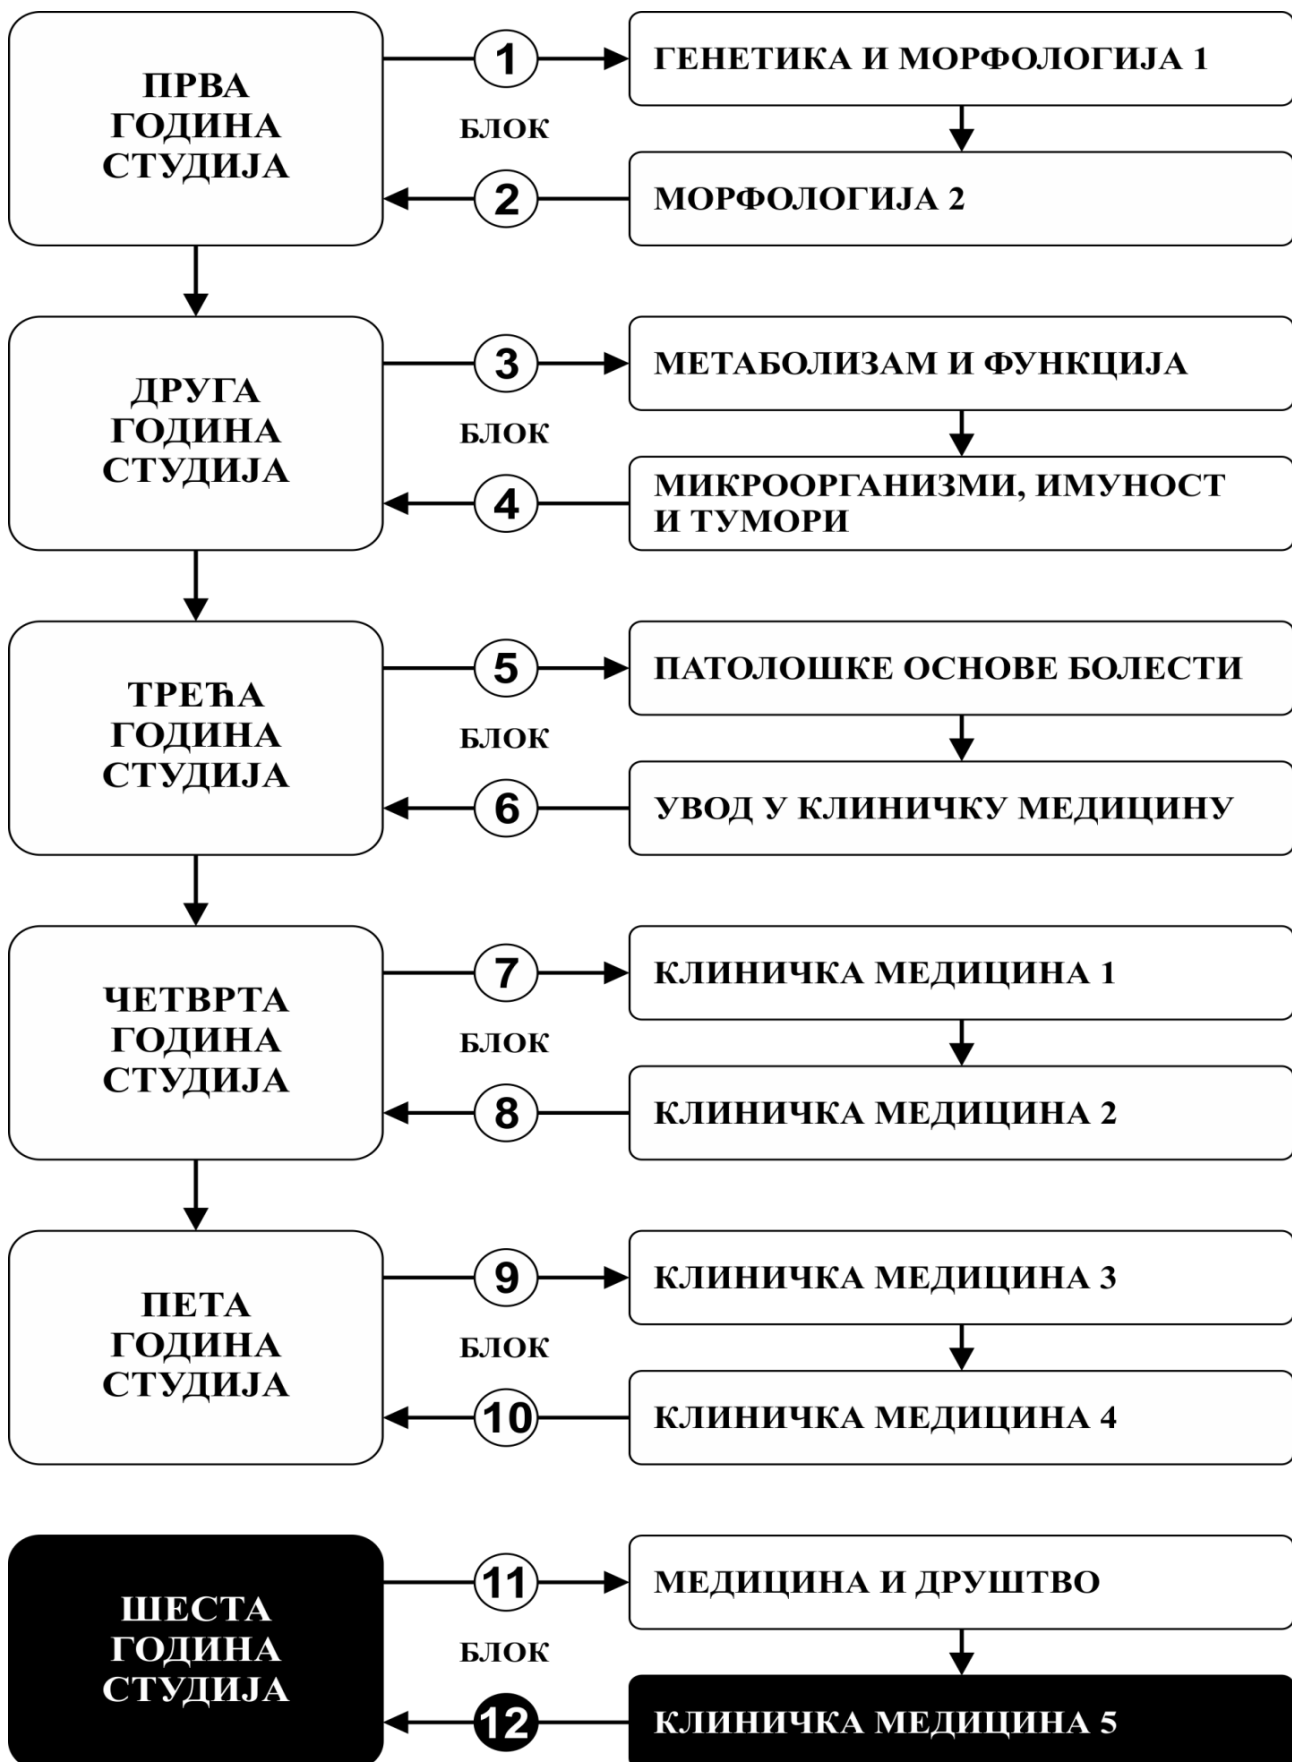 ПРВА
ГОДИНА
СТУДИЈА
1
БЛОК
2
ГЕНЕТИКА И МОРФОЛОГИЈА 1
МОРФОЛОГИЈА 2
ДРУГА
ГОДИНА
СТУДИЈА
3
БЛОК
4
МЕТАБОЛИЗАМ И ФУНКЦИЈА
МИКРООРГАНИЗМИ, ИМУНОСТ
И ТУМОРИ
ТРЕЋА
ГОДИНА
СТУДИЈА
5
БЛОК
6
ПАТОЛОШКЕ ОСНОВЕ БОЛЕСТИ
УВОД У КЛИНИЧКУ МЕДИЦИНУ
ЧЕТВРТА
ГОДИНА
СТУДИЈА
7
БЛОК
8
КЛИНИЧКА МЕДИЦИНА 1
КЛИНИЧКА МЕДИЦИНА 2
ПЕТА
ГОДИНА
СТУДИЈА
9
БЛОК
10
КЛИНИЧКА МЕДИЦИНА 3
КЛИНИЧКА МЕДИЦИНА 4
ШЕСТА
ГОДИНА
СТУДИЈА
11
БЛОК
12
МЕДИЦИНА И ДРУШТВО
КЛИНИЧКА МЕДИЦИНА 5